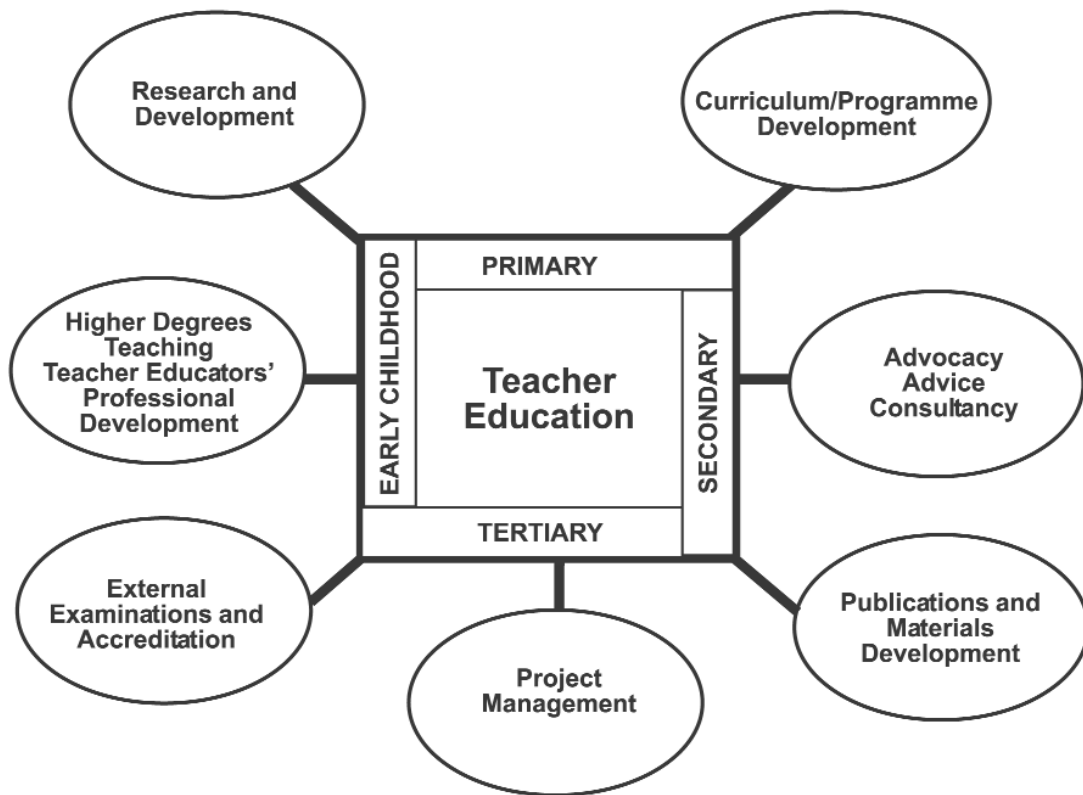 Research and
Development
Curriculum/Programme
Development
PRIMARY
EARLY CHILDHOOD
Teacher
Education
SECONDARY
TERTIARY
Higher Degrees
Teaching
Teacher Educators’
Professional
Development
Advocacy
Advice
Consultancy
External
Examinations and
Accreditation
Project
Management
Publications and
Materials
Development